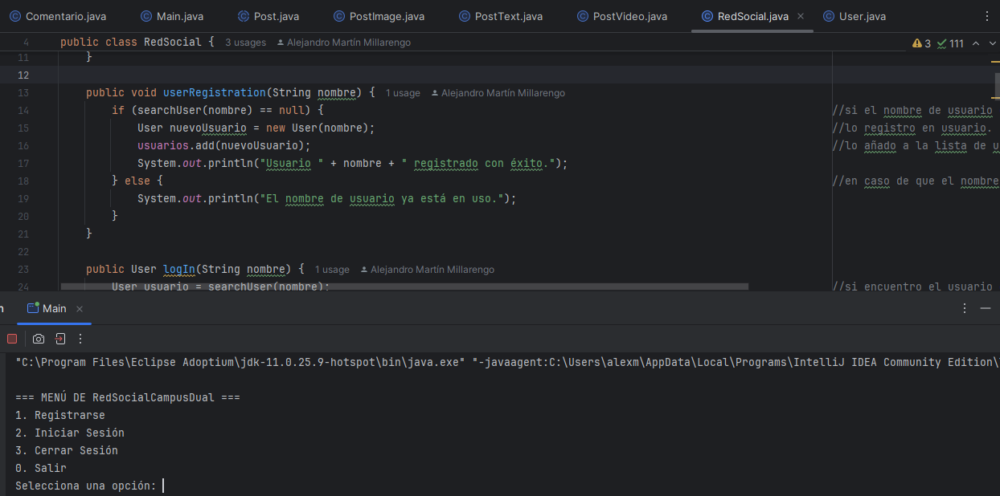 Comentario.java Main.java Post.java PostImage.java PostText.java PostVideo.java RedSocial.java User.java
4 public class RedSocial { 3 usages Alejandro Martín Millarengo 3 111
11 }
12
13 public void userRegistration(String nombre) { 1 usage Alejandro Martín Millarengo
14 if (searchUser(nombre) == null) { //si el nombre de usuario
15 User nuevoUsuario = new User(nombre); //lo registro en usuario.
16 usuarios.add(nuevoUsuario); //lo añado a la lista de u
17 System.out.println("Usuario " + nombre + " registrado con éxito.");
18 } else { //en caso de que el nombre
19 System.out.println("El nombre de usuario ya está en uso.");
20 }
21 }
22
23 public User logIn(String nombre) { 1 usage Alejandro Martín Millarengo
24 User usuario = searchUser(nombre); //si encuentro el usuario
n Main
"C:\Program Files\Eclipse Adoptium\jdk-11.0.25.9-hotspot\bin\java.exe" "-javaagent:C:\Users\alexm\AppData\Local\Programs\IntelliJ IDEA Community Edition\
=== MENÚ DE RedSocialCampusDual ===
1. Registrarse
2. Iniciar Sesión
3. Cerrar Sesión
0. Salir
Selecciona una opción: